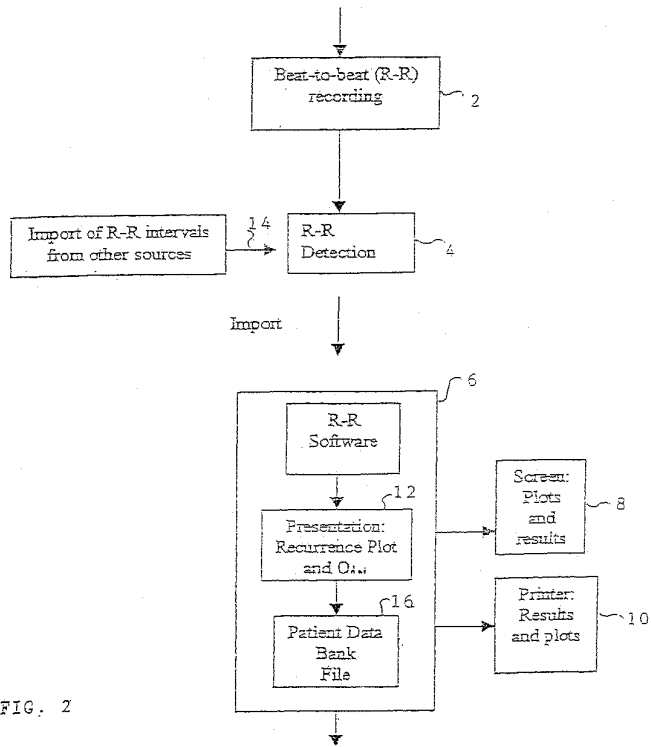 Beat-to-beat (R-R)
recording
2
14
Import of R-R intervals
from other sources
R-R
Detection
4
Import
6
R-R
Software
12
Presentation:
Recurrence Plot
and
Screen:
Plots
and
results
8
16
Patient Data
Bank
File
Printer:
Results
and plots
10
FIG. 2